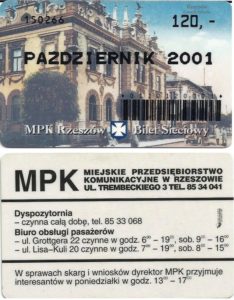 150266
120,-
PAŹDZIERNIK 2001
MPK Rzeszów Bilet Sieciowy
MPK
MIEJSKIE PRZEDSIĘBIORSTWO
KOMUNIKACYJNE W RZESZOWIE
UL. TREMBECKIEGO 3 TEL. 85 34 041
Dyspozytornia
– czynna całą dobę, tel. 85 33 068
Biuro obsługi pasażerów
– ul. Grottgera 22 czynne w godz. 6⁰⁰ – 19⁰⁰, sob. 9⁰⁰ – 16⁰⁰
– ul. Lisa–Kuli 20 czynne w godz. 7⁰⁰ – 19⁰⁰, sob. 8⁰⁰ – 15⁰⁰
W sprawach skarg i wniosków dyrektor MPK przyjmuje
interesantów w poniedziałki w godz. 13⁰⁰ – 17⁰⁰